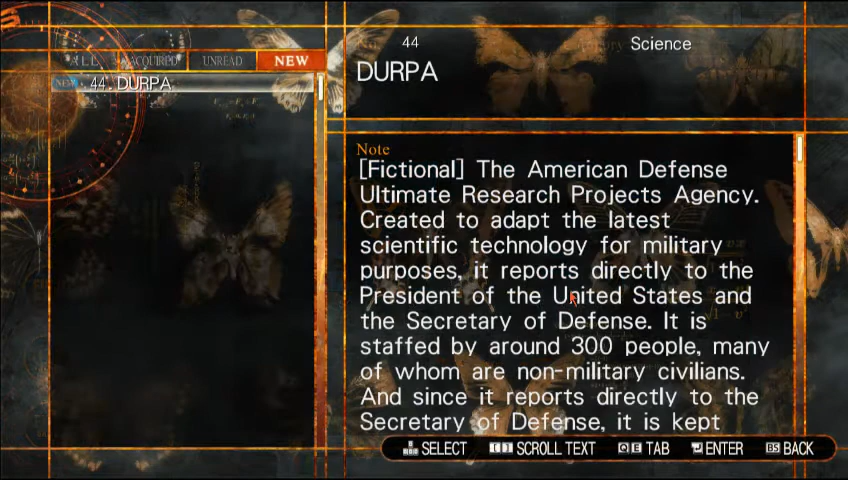 ALL
ACQUIRED
UNREAD
NEW
NEW 44. DURPA
44
Science
DURPA
Note
[Fictional] The American Defense
Ultimate Research Projects Agency.
Created to adapt the latest
scientific technology for military
purposes, it reports directly to the
President of the United States and
the Secretary of Defense. It is
staffed by around 300 people, many
of whom are non-military civilians.
And since it reports directly to the
Secretary of Defense, it is kept
SELECT
SCROLL TEXT
Q E TAB
ENTER
BS BACK